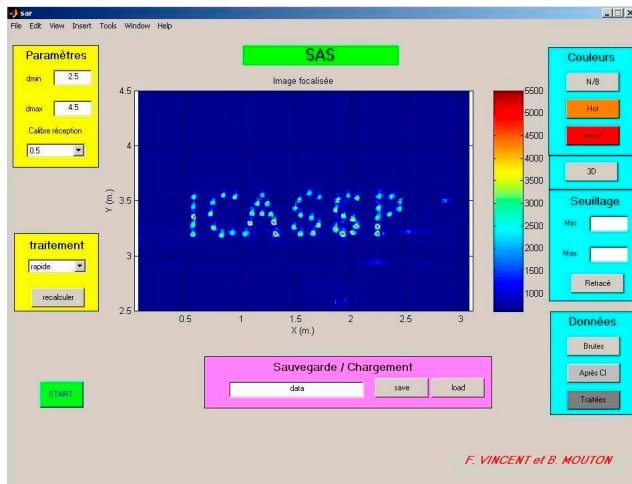 sar
File Edit View Insert Tools Window Help
Paramètres
dmin 2.5
dmax 4.5
Calibre réception
0.5
traitement
rapide
recalculer
START
SAS
Image focalisée
4.5
4
3.5
3
2.5
Y (m.)
ICASSP
0.5 1 1.5 2 2.5 3
X (m.)
5500
5000
4500
4000
3500
3000
2500
2000
1500
1000
Sauvegarde / Chargement
data save load
Couleurs
N/B
Hot
3D
Seuillage
Min
Max
Retracé
Données
Brutes
Après CI
Traitées
F. VINCENT et B. MOUTON